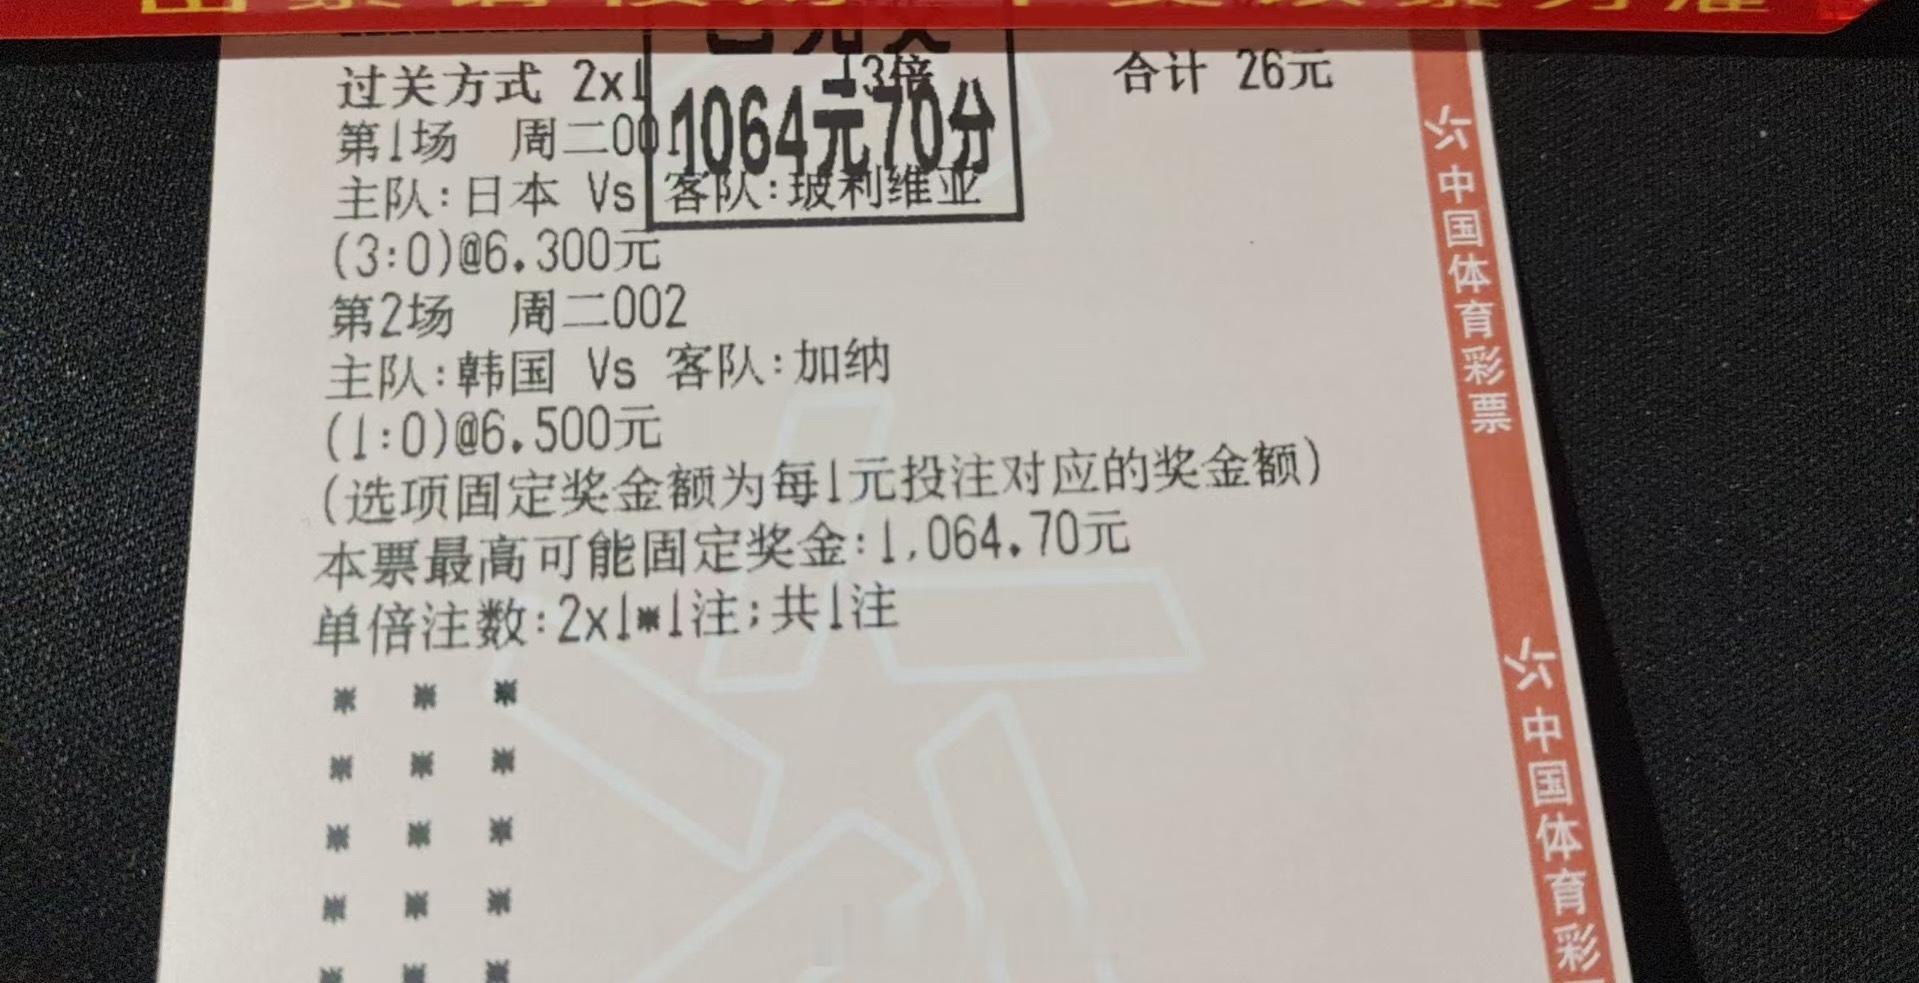 过关方式 2x1 13倍 合计 26元
1064元70分
第1场 周二001
主队:日本 Vs 客队:玻利维亚
(3:0)@6.300元
第2场 周二002
主队:韩国 Vs 客队:加纳
(1:0)@6.500元
(选项固定奖金额为每1元投注对应的奖金额)
本票最高可能固定奖金:1,064.70元
单倍注数:2x1*1注;共1注
* * *
* * *
* * *
* * *
* * *
中国体育彩票
中国体育彩